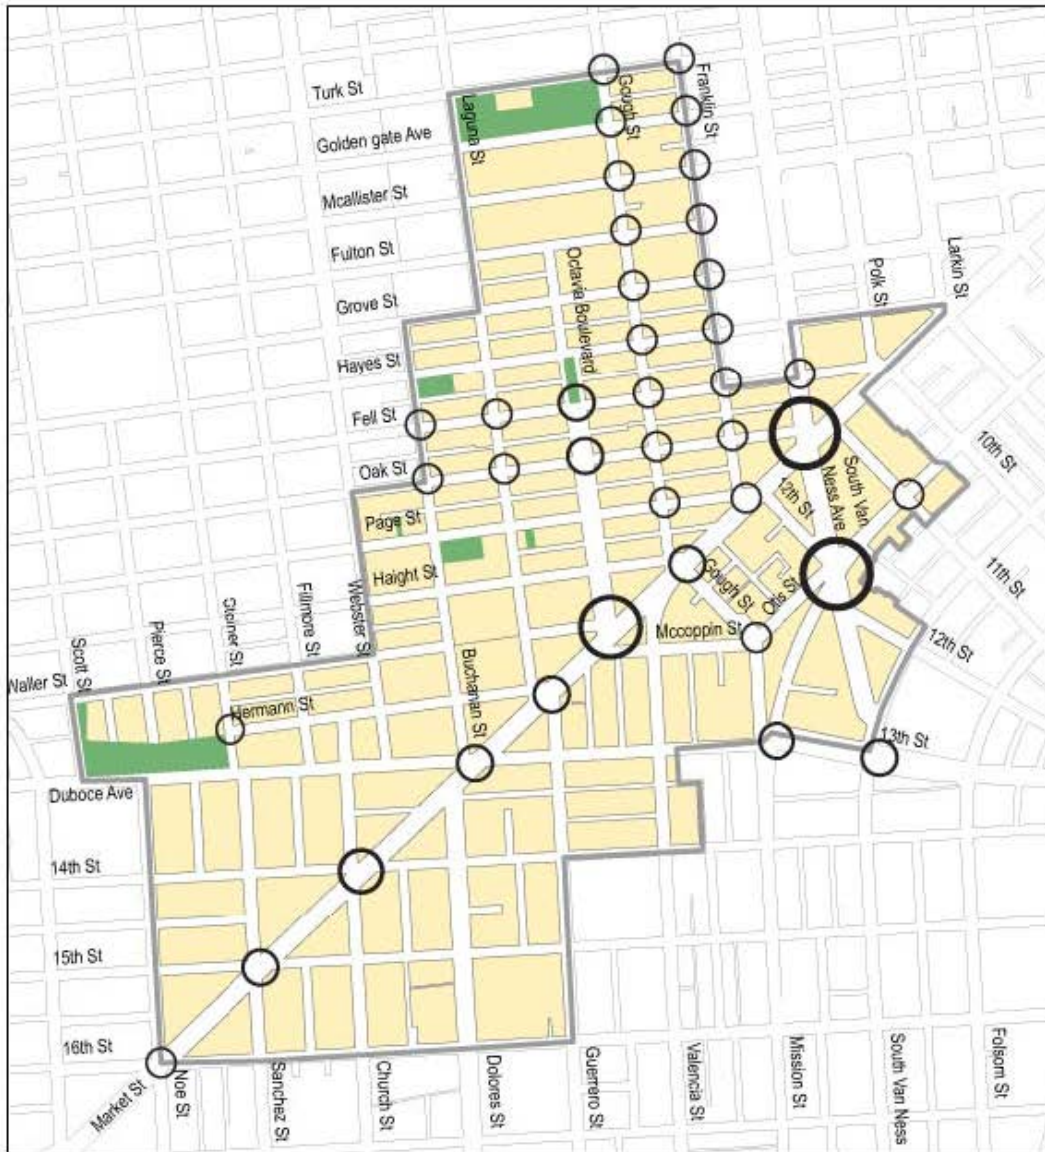 Turk St
Golden gate Ave
Mcallister St
Fulton St
Grove St
Hayes St
Fell St
Oak St
Page St
Haight St
Laguna St
Gough St
Franklin St
Octavia Boulevard
Polk St
Larkin St
10th St
11th St
12th St
South Van
Ness Ave
12th St
Gough St
Otis St
Mccoppin St
Webster St
Fillmore St
Pierce St
Scott St
Waller St
Hermann St
Buchanan St
13th St
Duboce Ave
14th St
15th St
16th St
Market St
Noe St
Sanchez St
Church St
Dolores St
Guerrero St
Valencia St
Mission St
South Van Ness
Folsom St